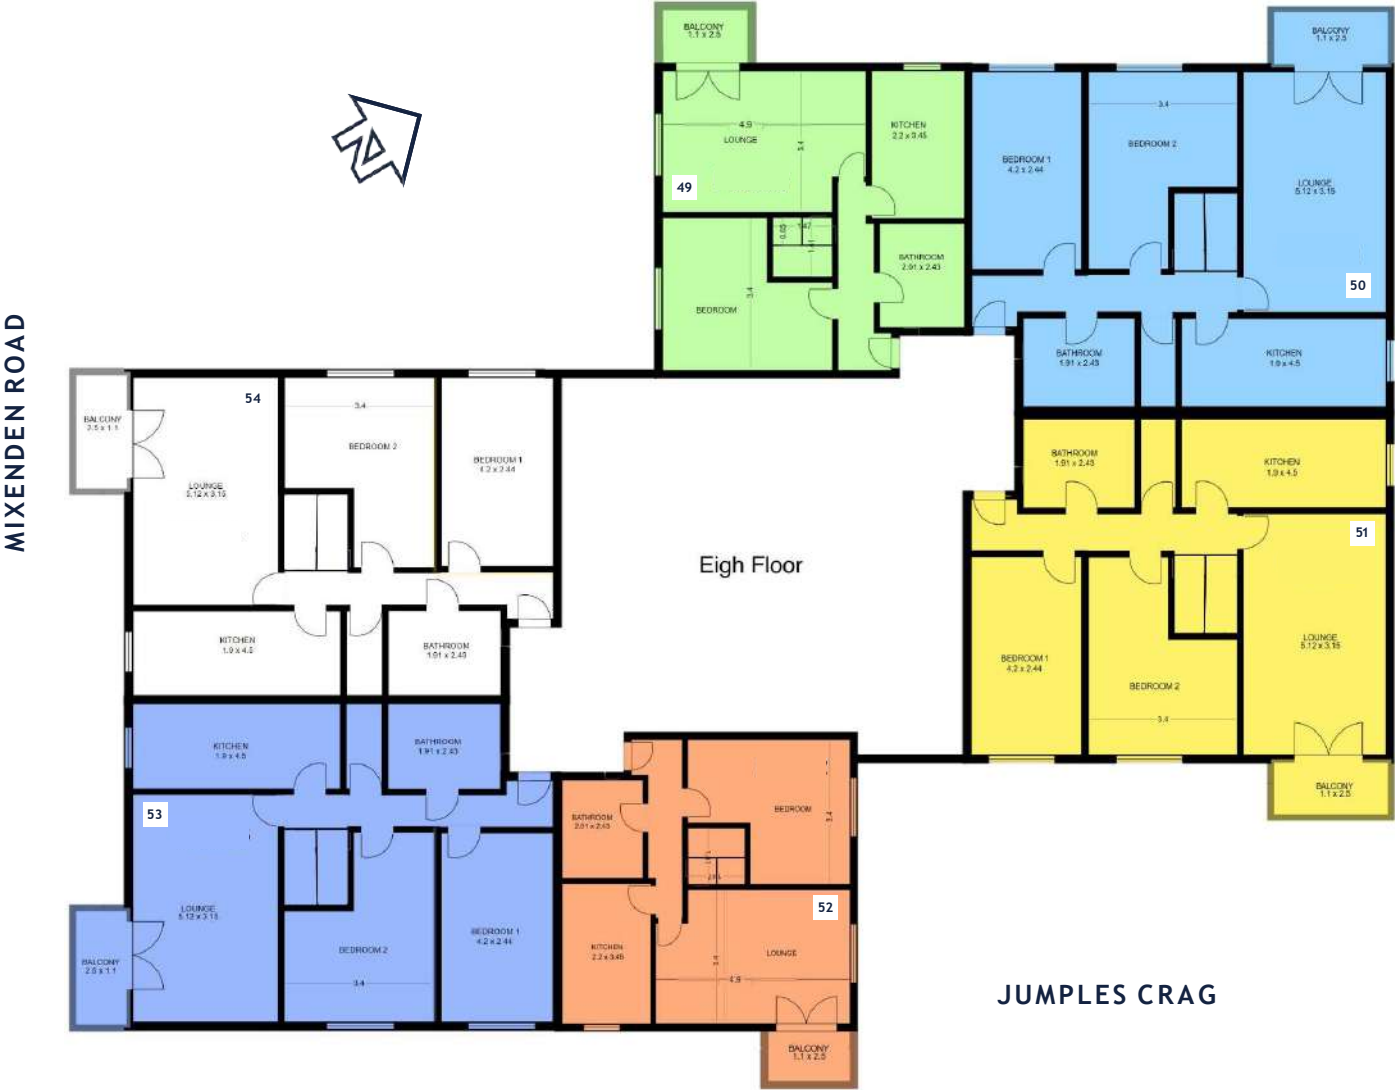 BALCONY
1.1 x 2.5
BALCONY
1.1 x 2.5
4.9
LOUNGE
3.4
49
KITCHEN
2.2 x 3.45
BEDROOM 1
4.2 x 2.44
3.4
BEDROOM 2
LOUNGE
5.12 x 3.15
50
BEDROOM
3.4
BATHROOM
2.01 x 2.43
BATHROOM
1.91 x 2.43
KITCHEN
1.9 x 4.5
MIXENDEN ROAD
N
BALCONY
2.5 x 1.1
54
LOUNGE
5.12 x 3.15
3.4
BEDROOM 2
BEDROOM 1
4.2 x 2.44
KITCHEN
1.9 x 4.5
BATHROOM
1.91 x 2.43
Eigh Floor
BATHROOM
1.91 x 2.43
KITCHEN
1.9 x 4.5
51
BEDROOM 1
4.2 x 2.44
BEDROOM 2
3.4
LOUNGE
5.12 x 3.15
BALCONY
1.1 x 2.5
KITCHEN
1.9 x 4.5
BATHROOM
1.91 x 2.43
53
LOUNGE
5.12 x 3.15
BALCONY
2.5 x 1.1
BEDROOM 2
3.4
BEDROOM 1
4.2 x 2.44
BATHROOM
2.01 x 2.43
BEDROOM
3.4
52
KITCHEN
2.2 x 3.45
LOUNGE
3.4
4.9
BALCONY
1.1 x 2.5
JUMPLES CRAG